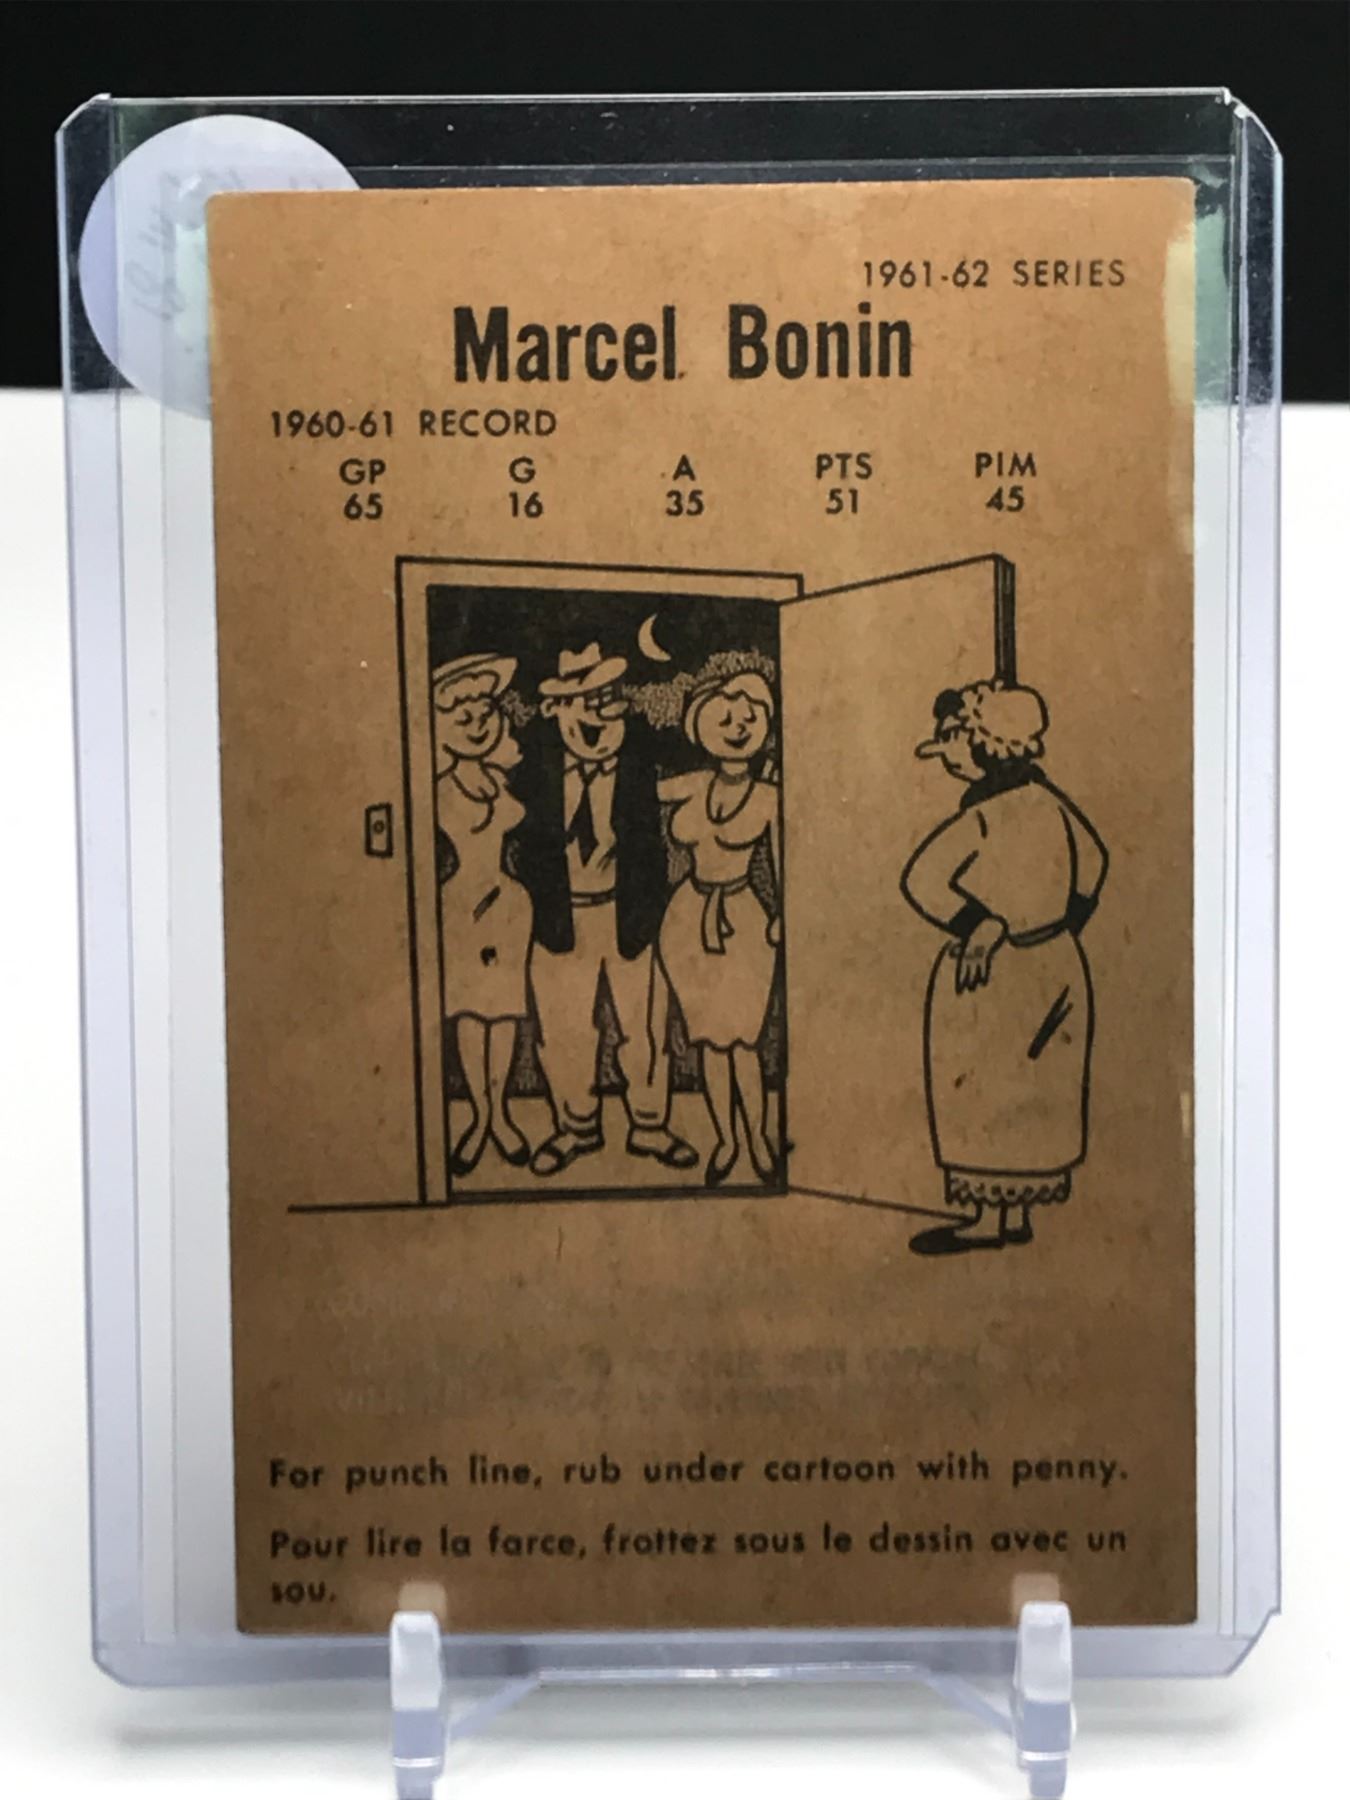 1961-62 SERIES
Marcel Bonin
1960-61 RECORD
GP G A PTS PIM
65 16 35 51 45
For punch line, rub under cartoon with penny.
Pour lire la farce, frottez sous le dessin avec un
sou.